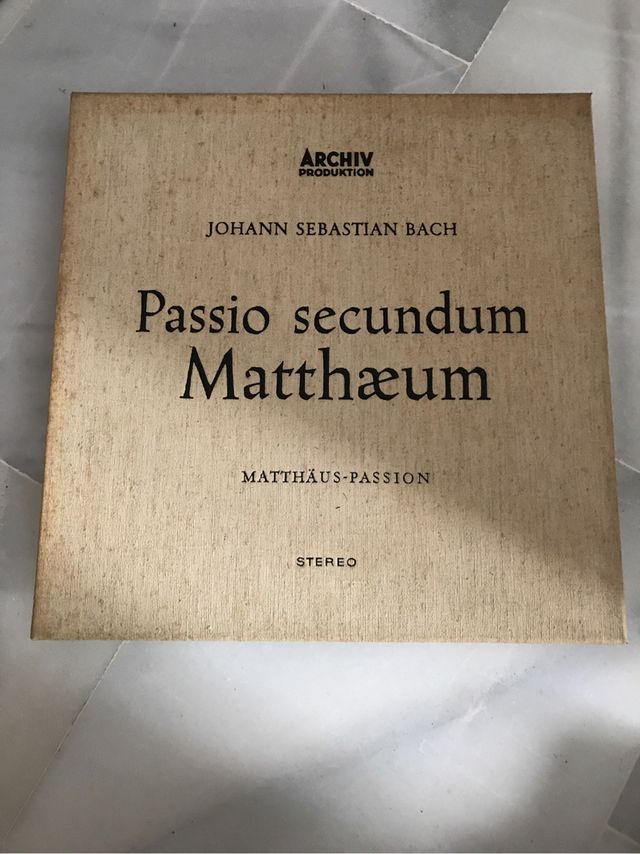 ARCHIV
PRODUKTION
JOHANN SEBASTIAN BACH
Passio secundum
Matthæum
MATTHÄUS-PASSION
STEREO